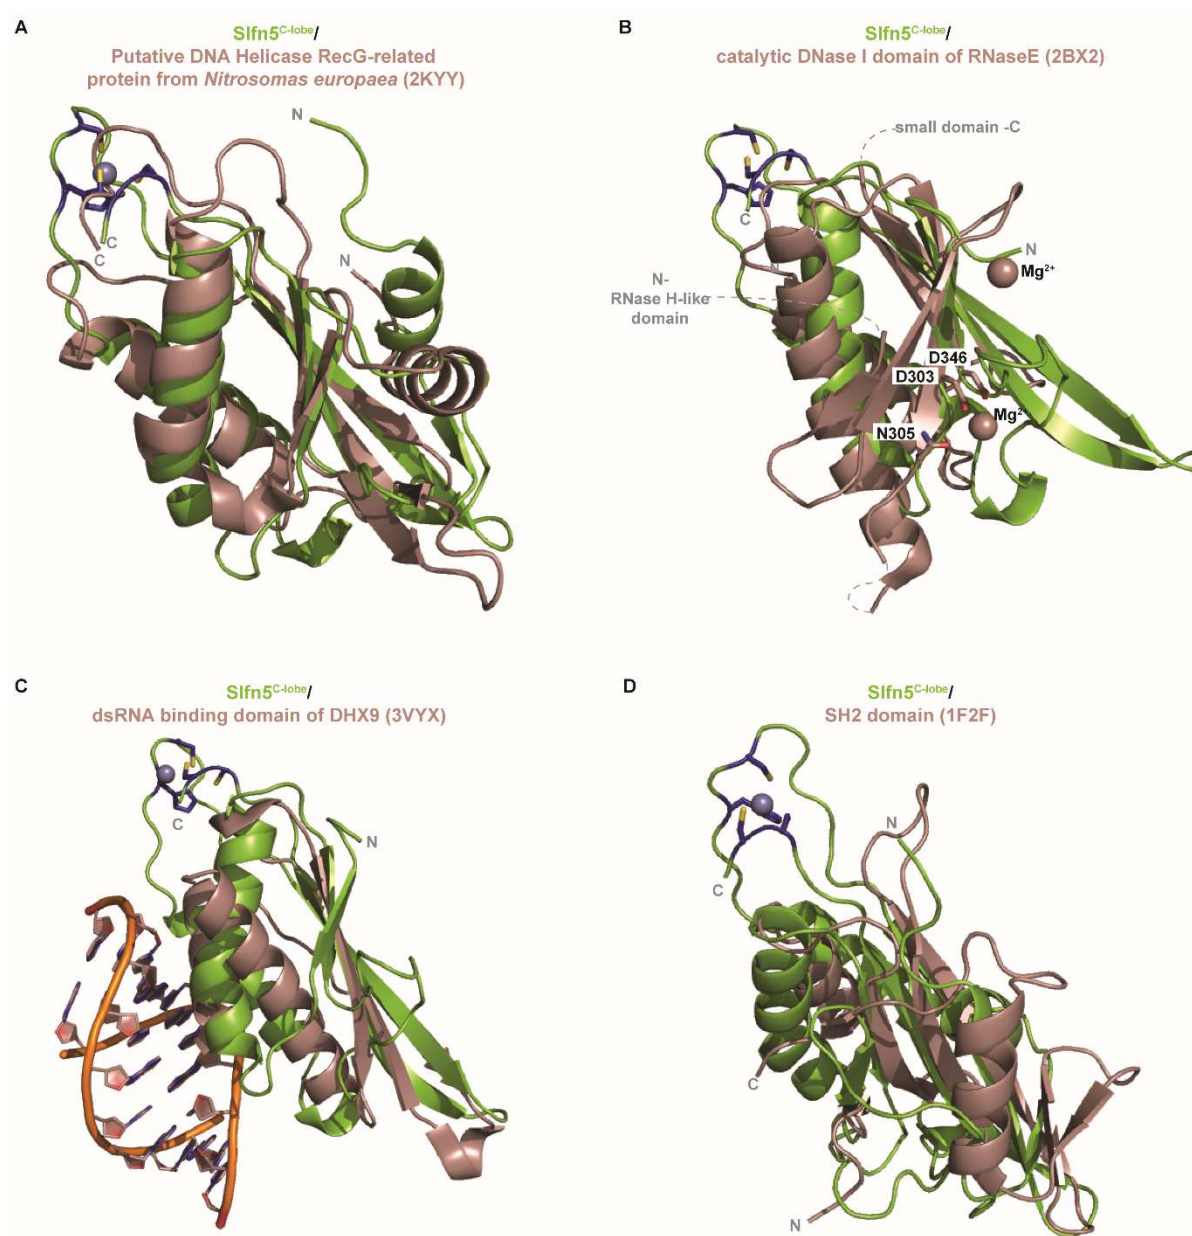 A
Slfn5C-lobe/
Putative DNA Helicase RecG-related
protein from Nitrosomas europaea (2KYY)
N
N
C
C
B
Slfn5C-lobe/
catalytic DNase I domain of RNaseE (2BX2)
small domain -C
C
N
N
Mg2+
N-
RNase H-like
domain
D346
D303
Mg2+
N305
C
Slfn5C-lobe/
dsRNA binding domain of DHX9 (3VYX)
C
N
D
Slfn5C-lobe/
SH2 domain (1F2F)
N
C
C
N